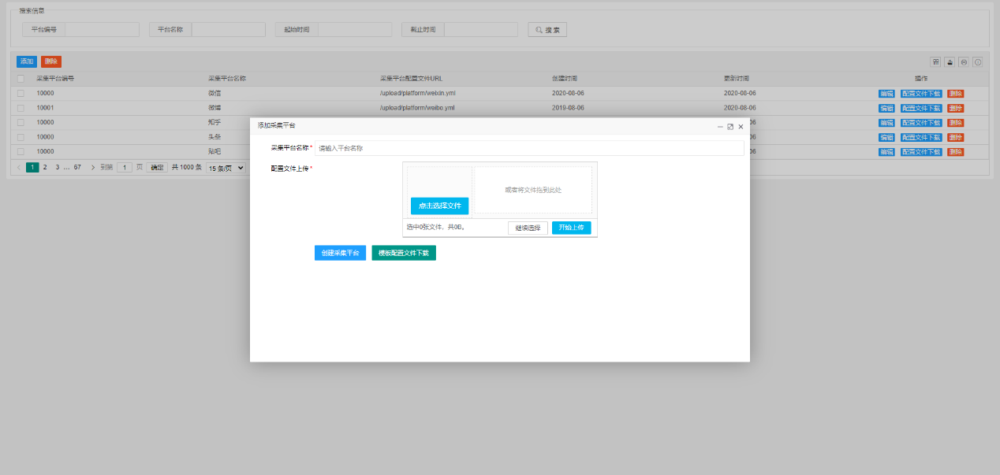 搜索信息
平台编号 平台名称 起始时间 截止时间 搜 索
添加 删除
采集平台编号 采集平台名称 采集平台配置文件URL 创建时间 更新时间 操作
10000 微信 /upload/platform/weixin.yml 2020-08-06 2020-08-06 编辑 配置文件下载 删除
10001 微博 /upload/platform/weibo.yml 2019-08-06 2020-08-06 编辑 配置文件下载 删除
10000 知乎 06 编辑 配置文件下载 删除
10000 头条 06 编辑 配置文件下载 删除
10000 贴吧 06 编辑 配置文件下载 删除
1 2 3 … 67 到第 1 页 确定 共 1000 条 15 条/页
添加采集平台
采集平台名称* 请输入平台名称
配置文件上传*
点击选择文件 或者将文件拖到此处
选中0张文件，共0B。 继续选择 开始上传
创建采集平台 模板配置文件下载